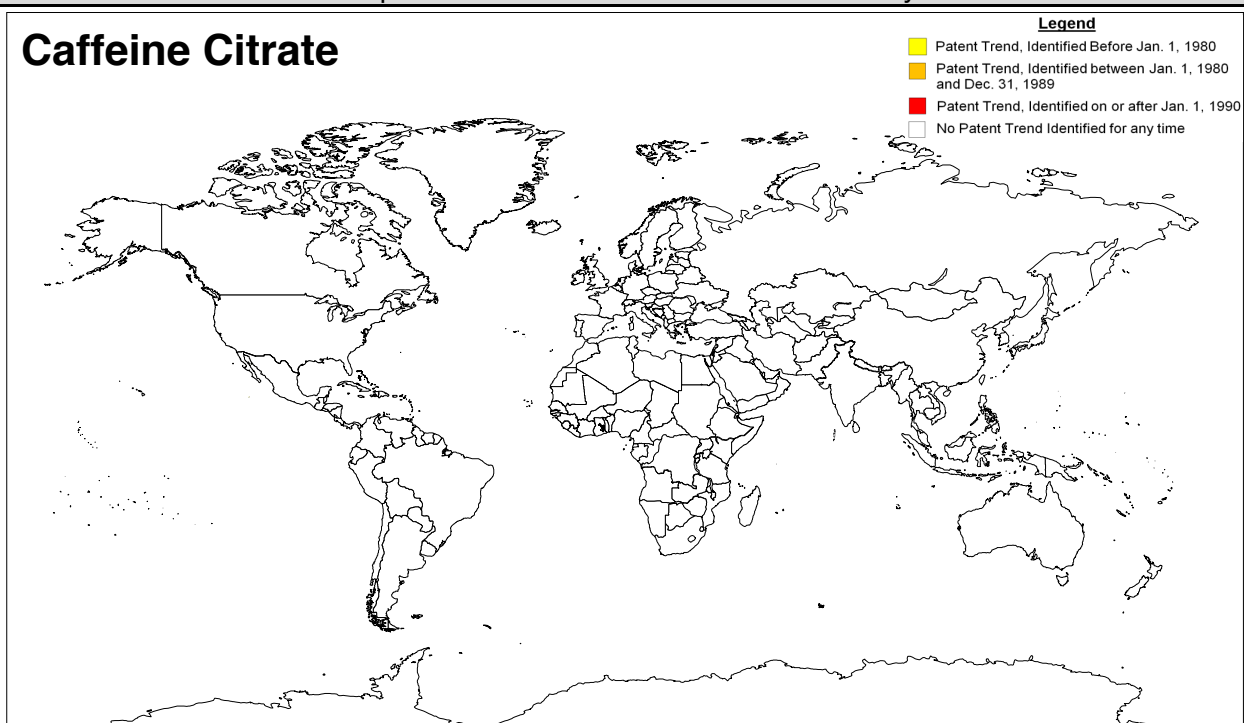 Caffeine Citrate
Legend
Patent Trend, Identified Before Jan. 1, 1980
Patent Trend, Identified between Jan. 1, 1980
and Dec. 31, 1989
Patent Trend, Identified on or after Jan. 1, 1990
No Patent Trend Identified for any time